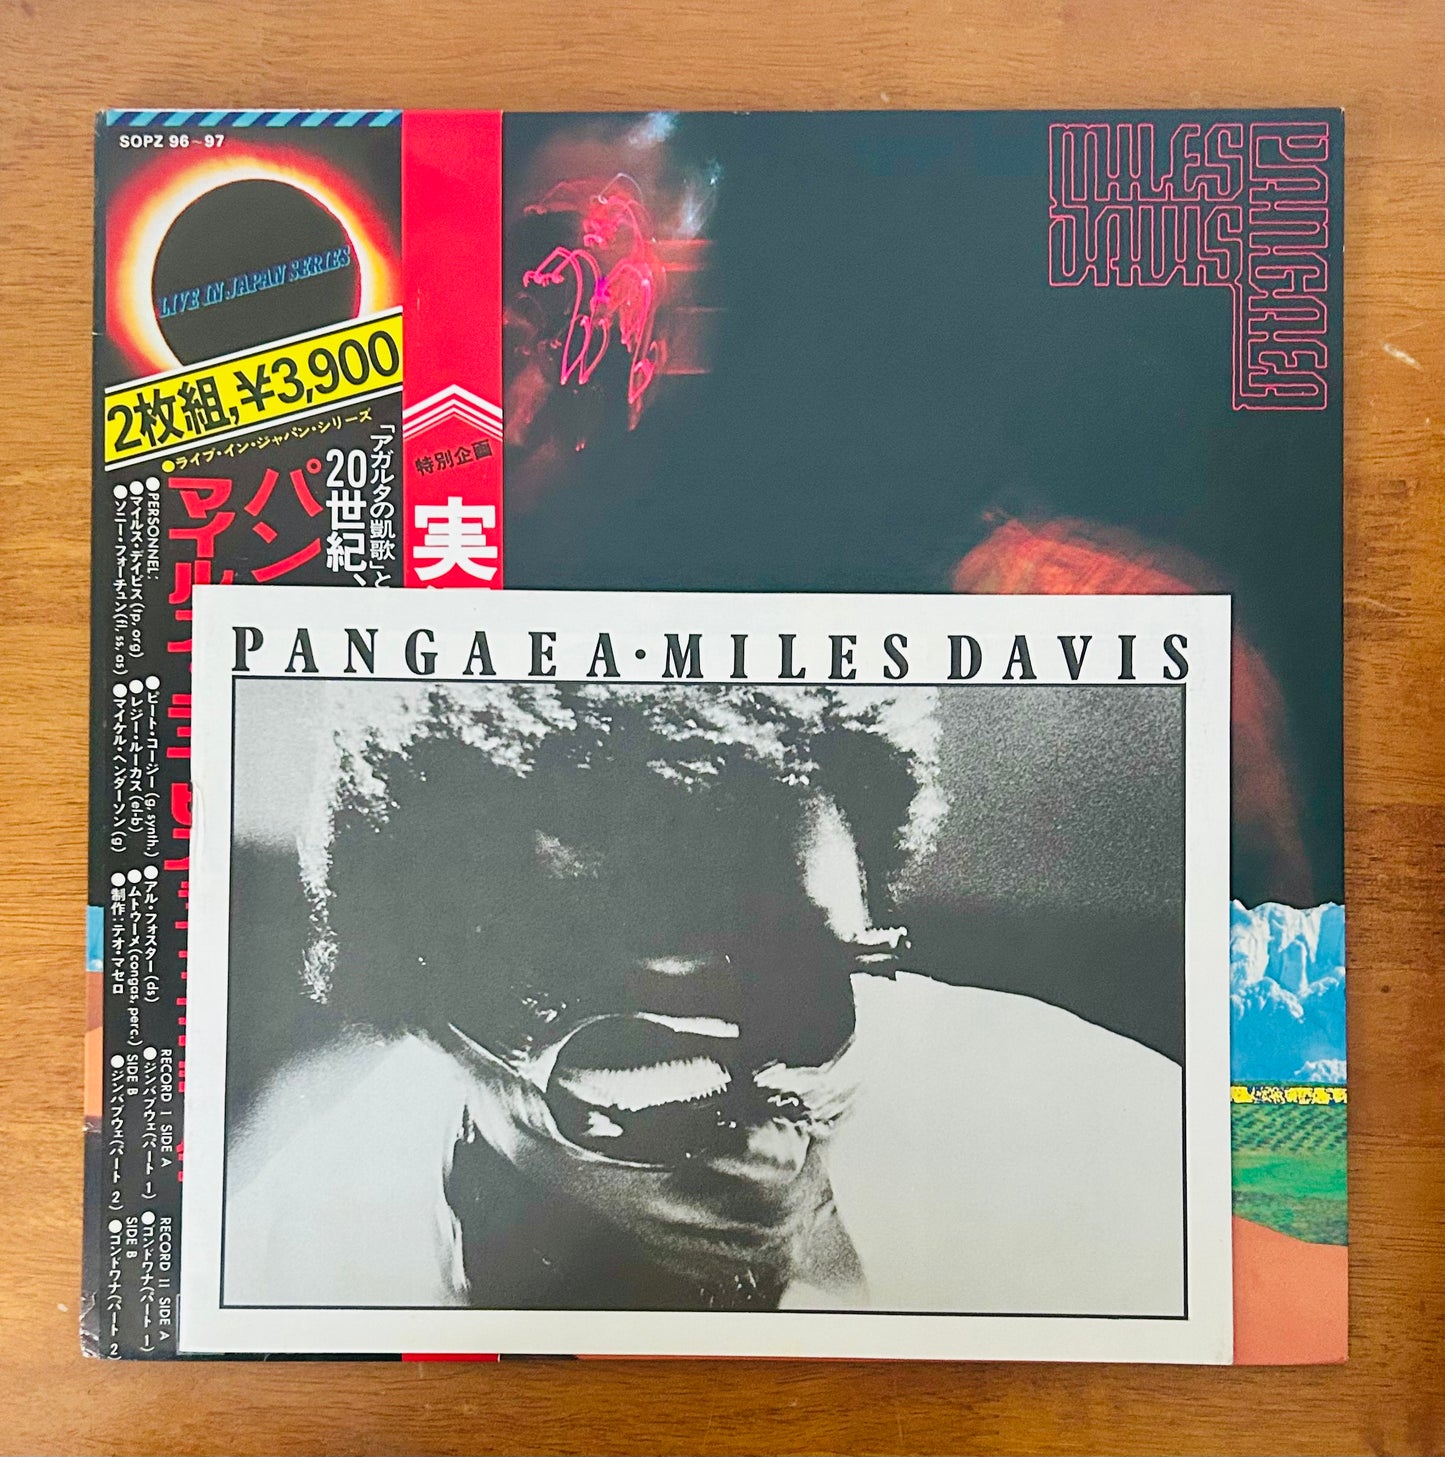 SOPZ 96~97
LIVE IN JAPAN SERIES
2枚組,¥3,900
●ライブ・イン・ジャパン・シリーズ
「アガルタの凱歌」と
20世紀、
パン
マイルス・デイビス
●PERSONNEL:
●マイルス・デイビス(tp, org)
●ソニー・フォーチュン(fl, ss, as)
●ピート・コージー(g, synth.)
●レジー・ルーカス(el-b)
●マイケル・ヘンダーソン(g)
●アル・フォスター(ds)
●ムトゥーメ(congas, perc.)
●制作:テオ・マセロ
RECORD I SIDE A
●ジンバブウェ(パート 1)
SIDE B
●ジンバブウェ(パート 2)
RECORD II SIDE A
●ゴンドワナ(パート 1)
SIDE B
●ゴンドワナ(パート 2)
特別企画
実
MILES
DAVIS
PANGAEA
PANGAEA·MILES DAVIS